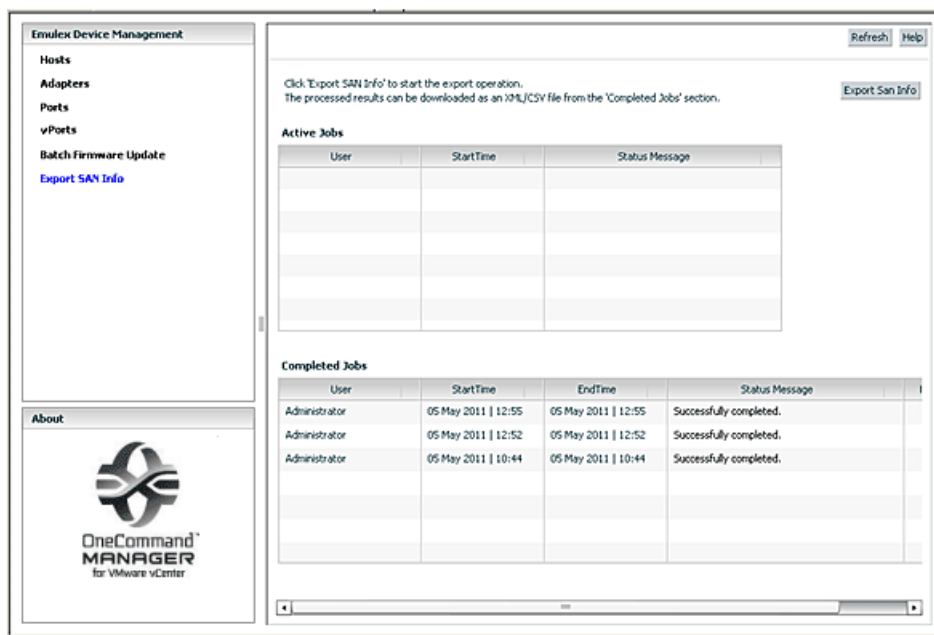 Emulex Device Management
Hosts
Adapters
Ports
vPorts
Batch Firmware Update
Export SAN Info
Refresh Help
Click 'Export SAN Info' to start the export operation.
The processed results can be downloaded as an XML/CSV file from the 'Completed Jobs' section.
Export San Info
Active Jobs
User StartTime Status Message
Completed Jobs
User StartTime EndTime Status Message
Administrator 05 May 2011 | 12:55 05 May 2011 | 12:55 Successfully completed.
Administrator 05 May 2011 | 12:52 05 May 2011 | 12:52 Successfully completed.
Administrator 05 May 2011 | 10:44 05 May 2011 | 10:44 Successfully completed.
About
OneCommand™
MANAGER
for VMware vCenter